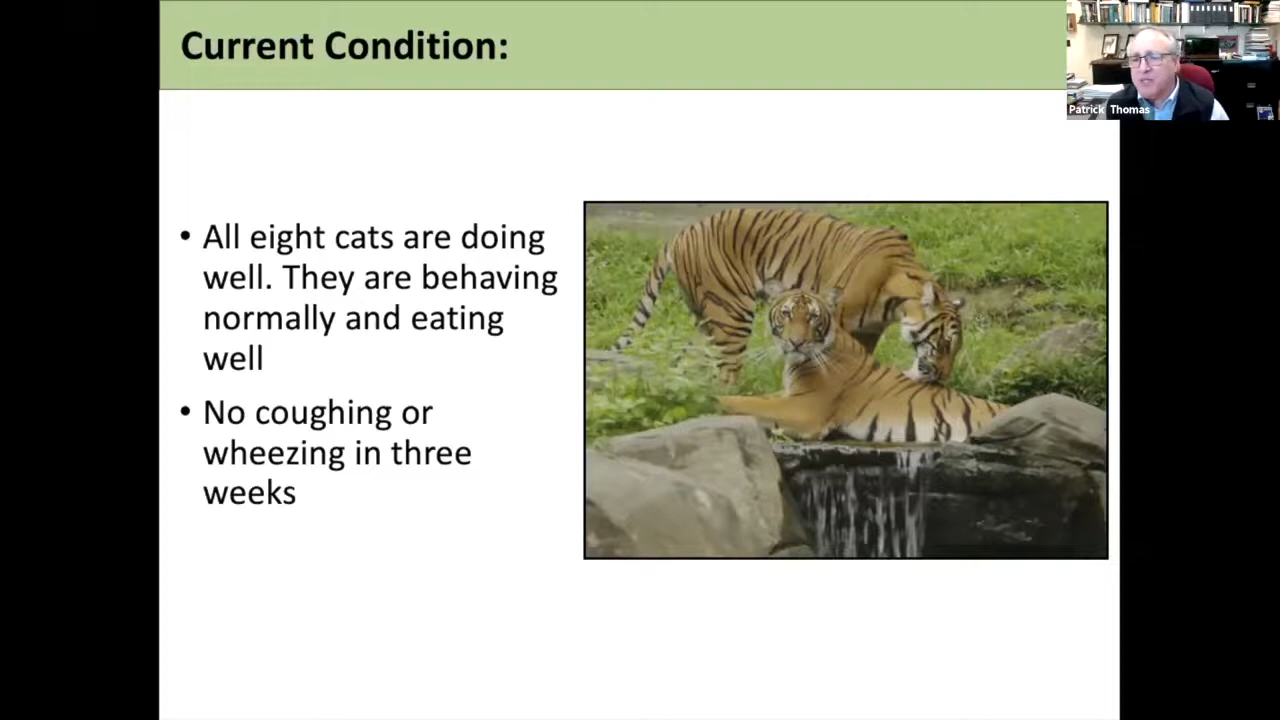 Current Condition:
Patrick Thomas
• All eight cats are doing
well. They are behaving
normally and eating
well
• No coughing or
wheezing in three
weeks